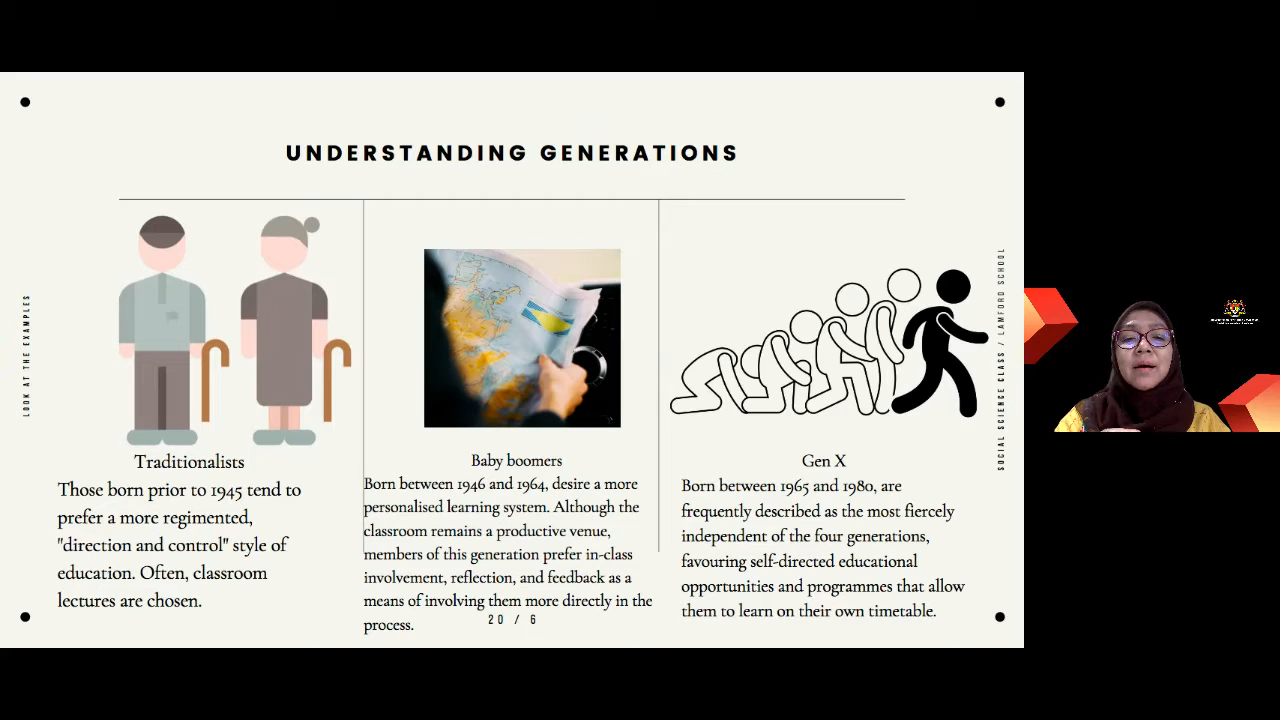 UNDERSTANDING GENERATIONS
LOOK AT THE EXAMPLES
Traditionalists
Those born prior to 1945 tend to
prefer a more regimented,
"direction and control" style of
education. Often, classroom
lectures are chosen.
Baby boomers
Born between 1946 and 1964, desire a more
personalised learning system. Although the
classroom remains a productive venue,
members of this generation prefer in-class
involvement, reflection, and feedback as a
means of involving them more directly in the
process.
Gen X
Born between 1965 and 1980, are
frequently described as the most fiercely
independent of the four generations,
favouring self-directed educational
opportunities and programmes that allow
them to learn on their own timetable.
20 / 6
SOCIAL SCIENCE CLASS / LAMFORD SCHOOL